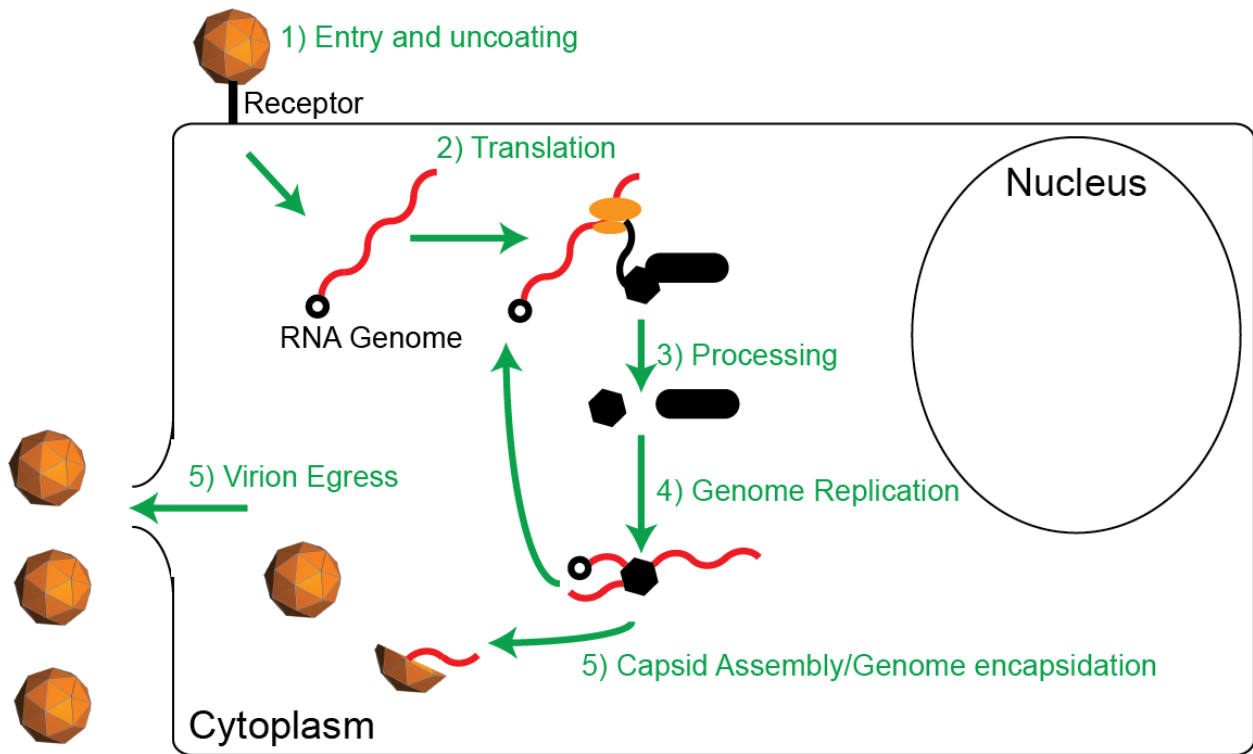 1) Entry and uncoating
Receptor
2) Translation
Nucleus
RNA Genome
3) Processing
5) Virion Egress
4) Genome Replication
5) Capsid Assembly/Genome encapsidation
Cytoplasm